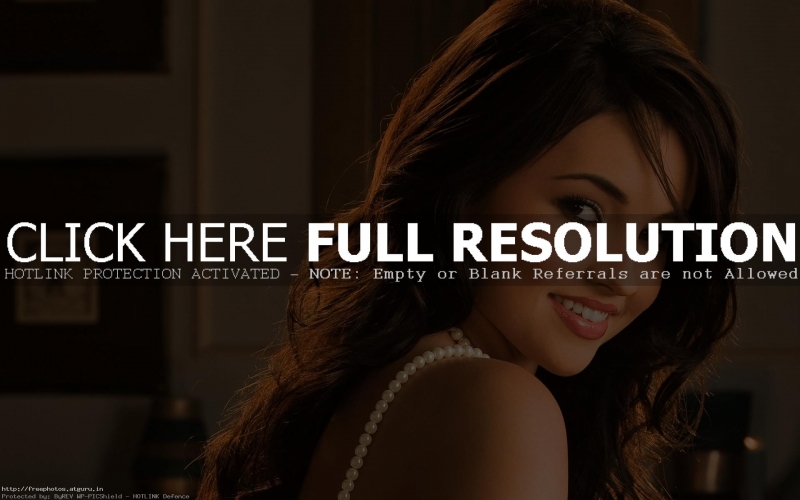 CLICK HERE FULL RESOLUTION
HOTLINK PROTECTION ACTIVATED – NOTE: Empty or Blank Referrals are not Allowed
http://freephotos.atguru.in
Protected by: ByREV WP-PICShield - HOTLINK Defence